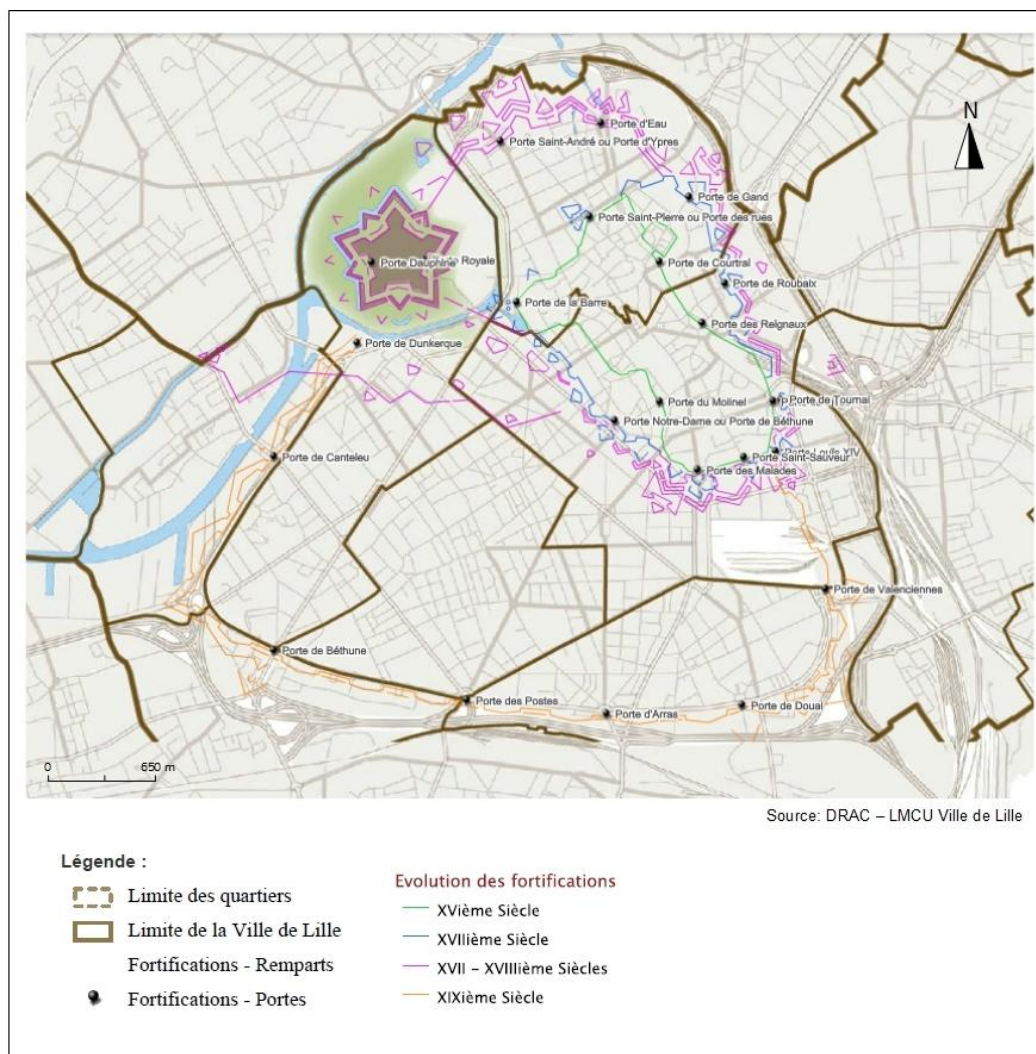 N
Porte d'Eau
Porte Saint-André ou Porte d'Ypres
Porte de Gand
Porte Saint-Pierre ou Porte des rues
Porte Dauphine
Royale
Porte de Courtrai
Porte de Roubaix
Porte de la Barre
Porte des Reignaux
Porte de Dunkerque
Porte du Molinel
Porte de Tournai
Porte Notre-Dame ou Porte de Béthune
Porte Louis XIV
Porte Saint-Sauveur
Porte de Canteleu
Porte des Malades
Porte de Valenciennes
Porte de Béthune
Porte des Postes
Porte de Douai
Porte d'Arras
0 650 m
Source: DRAC – LMCU Ville de Lille
Légende :
Limite des quartiers
Limite de la Ville de Lille
Fortifications - Remparts
Fortifications - Portes
Evolution des fortifications
XVième Siècle
XVIIième Siècle
XVII – XVIIIième Siècles
XIXième Siècle